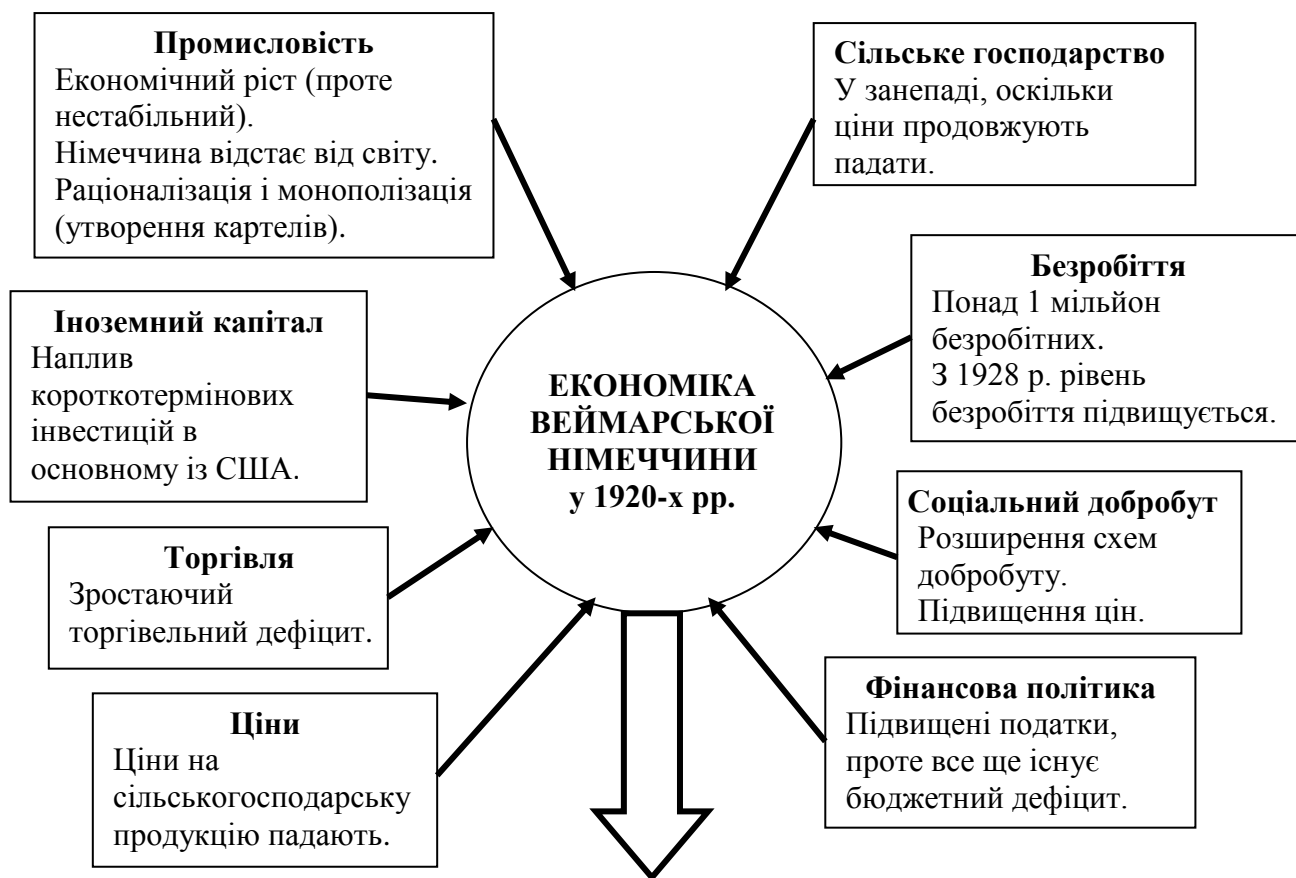 Промисловість
Економічний ріст (проте
нестабільний).
Німеччина відстає від світу.
Раціоналізація і монополізація
(утворення картелів).
Сільське господарство
У занепаді, оскільки
ціни продовжують
падати.
Безробіття
Понад 1 мільйон
безробітних.
З 1928 р. рівень
безробіття підвищується.
Іноземний капітал
Наплив
короткотермінових
інвестицій в
основному із США.
ЕКОНОМІКА
ВЕЙМАРСЬКОЇ
НІМЕЧЧИНИ
у 1920-х рр.
Соціальний добробут
Розширення схем
добробуту.
Підвищення цін.
Торгівля
Зростаючий
торгівельний дефіцит.
Фінансова політика
Підвищені податки,
проте все ще існує
бюджетний дефіцит.
Ціни
Ціни на
сільськогосподарську
продукцію падають.